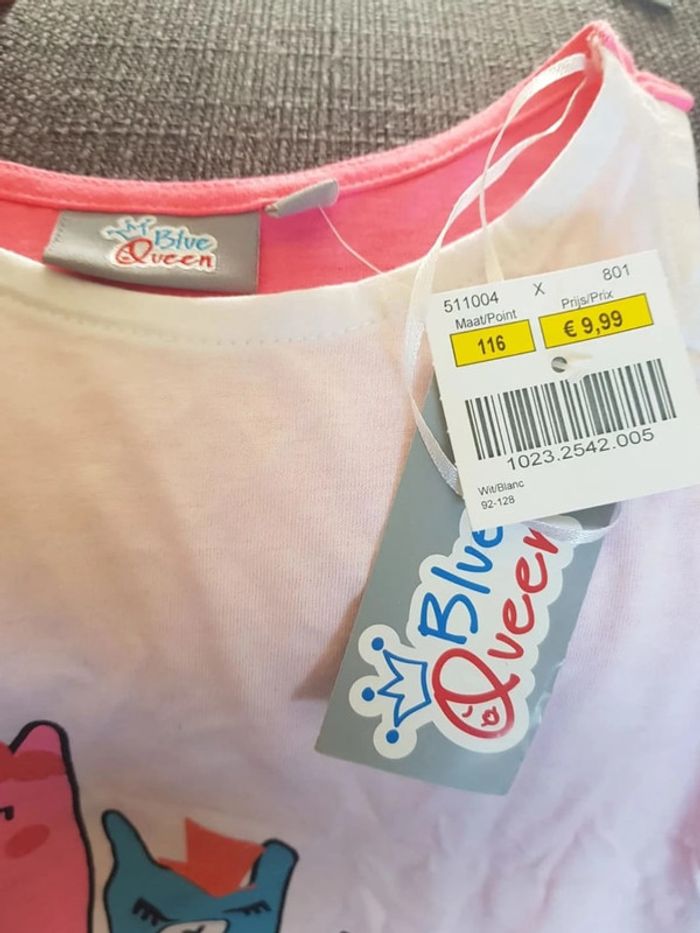 Blue
Queen
511004 X 801
Maat/Point Prijs/Prix
116 € 9,99
1023.2542.005
Wit/Blanc
92-128
Blue
Queen